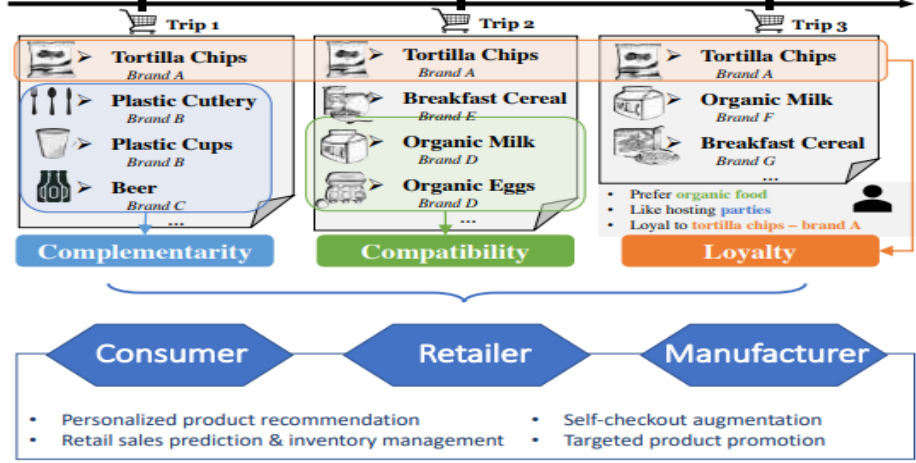 Trip 1
Tortilla Chips
Brand A
Plastic Cutlery
Brand B
Plastic Cups
Brand B
Beer
Brand C
...
Complementarity
Trip 2
Tortilla Chips
Brand A
Breakfast Cereal
Brand E
Organic Milk
Brand D
Organic Eggs
Brand D
...
Compatibility
Trip 3
Tortilla Chips
Brand A
Organic Milk
Brand F
Breakfast Cereal
Brand G
...
• Prefer organic food
• Like hosting parties
• Loyal to tortilla chips – brand A
Loyalty
Consumer
Retailer
Manufacturer
• Personalized product recommendation
• Retail sales prediction & inventory management
• Self-checkout augmentation
• Targeted product promotion